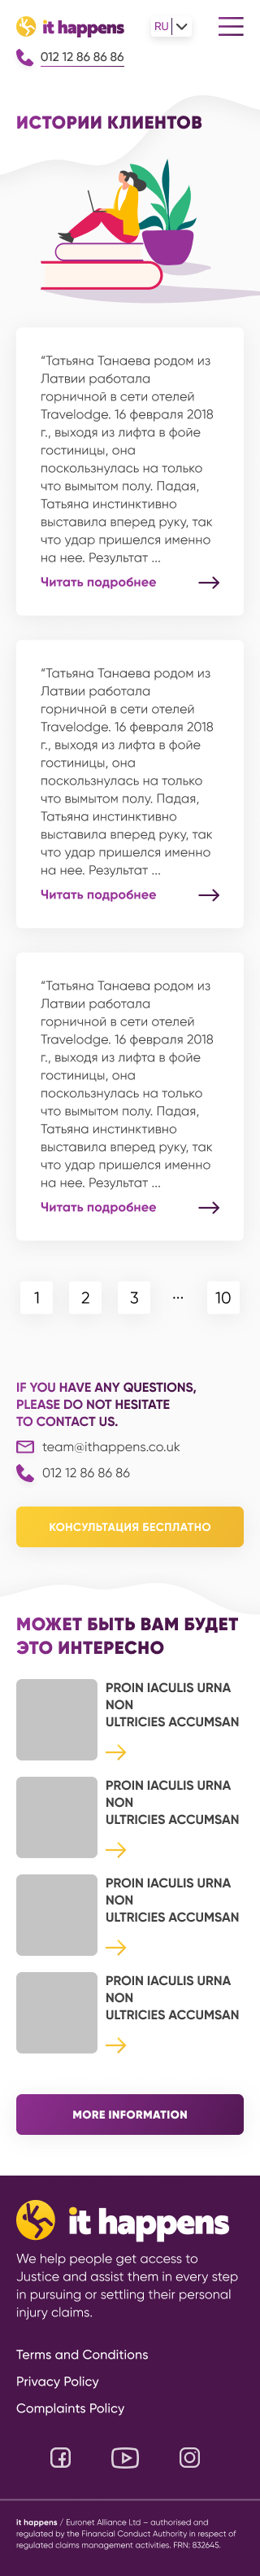 it happens
RU
012 12 86 86 86
ИСТОРИИ КЛИЕНТОВ
“Татьяна Танаева родом из
Латвии работала
горничной в сети отелей
Travelodge. 16 февраля 2018
г., выходя из лифта в фойе
гостиницы, она
поскользнулась на только
что вымытом полу. Падая,
Татьяна инстинктивно
выставила вперед руку, так
что удар пришелся именно
на нее. Результат ...
Читать подробнее
“Татьяна Танаева родом из
Латвии работала
горничной в сети отелей
Travelodge. 16 февраля 2018
г., выходя из лифта в фойе
гостиницы, она
поскользнулась на только
что вымытом полу. Падая,
Татьяна инстинктивно
выставила вперед руку, так
что удар пришелся именно
на нее. Результат ...
Читать подробнее
“Татьяна Танаева родом из
Латвии работала
горничной в сети отелей
Travelodge. 16 февраля 2018
г., выходя из лифта в фойе
гостиницы, она
поскользнулась на только
что вымытом полу. Падая,
Татьяна инстинктивно
выставила вперед руку, так
что удар пришелся именно
на нее. Результат ...
Читать подробнее
1 2 3 ... 10
IF YOU HAVE ANY QUESTIONS,
PLEASE DO NOT HESITATE
TO CONTACT US.
team@ithappens.co.uk
012 12 86 86 86
КОНСУЛЬТАЦИЯ БЕСПЛАТНО
МОЖЕТ БЫТЬ ВАМ БУДЕТ
ЭТО ИНТЕРЕСНО
PROIN IACULIS URNA
NON
ULTRICIES ACCUMSAN
PROIN IACULIS URNA
NON
ULTRICIES ACCUMSAN
PROIN IACULIS URNA
NON
ULTRICIES ACCUMSAN
PROIN IACULIS URNA
NON
ULTRICIES ACCUMSAN
MORE INFORMATION
it happens
We help people get access to
Justice and assist them in every step
in pursuing or settling their personal
injury claims.
Terms and Conditions
Privacy Policy
Complaints Policy
it happens / Euronet Alliance Ltd – authorised and
regulated by the Financial Conduct Authority in respect of
regulated claims management activities. FRN: 832645.